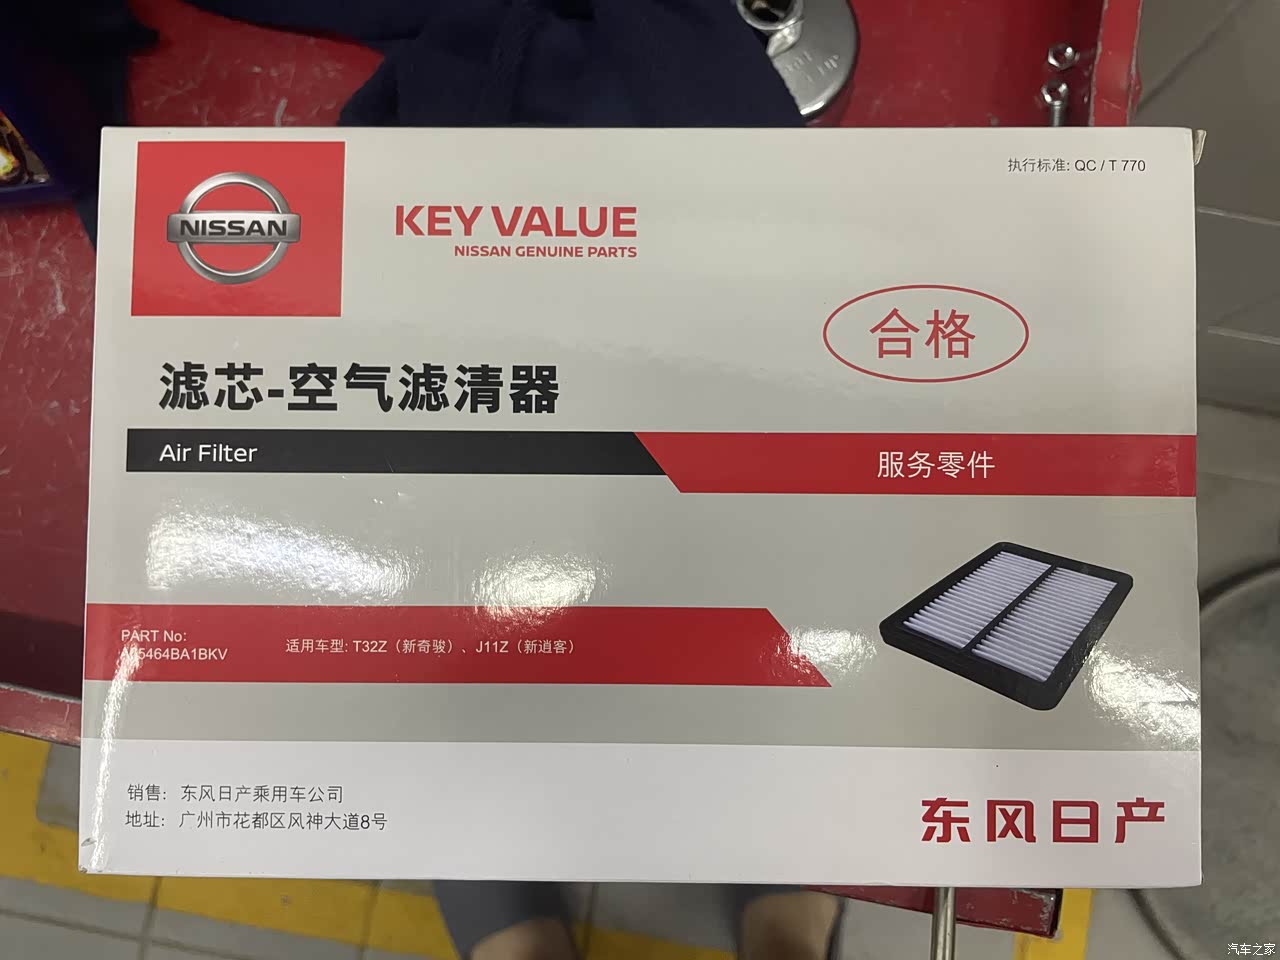 执行标准: QC / T 770
NISSAN
KEY VALUE
NISSAN GENUINE PARTS
合格
滤芯-空气滤清器
Air Filter
服务零件
PART No:
适用车型: T32Z（新奇骏）、J11Z（新逍客）
销售: 东风日产乘用车公司
地址: 广州市花都区风神大道8号
东风日产
汽车之家